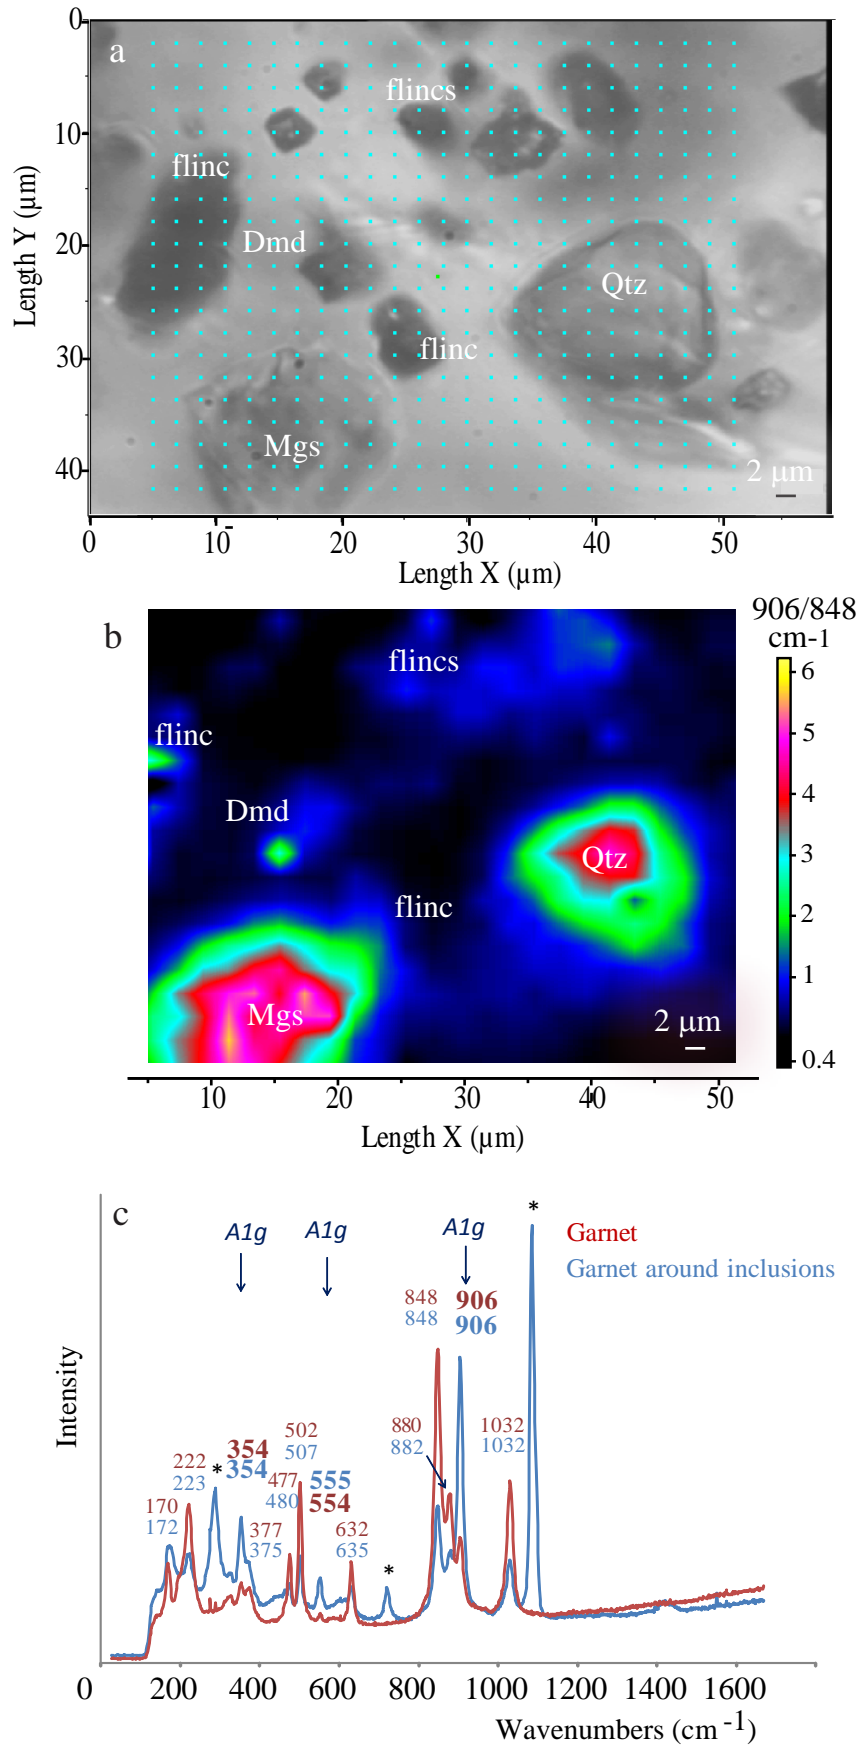 a
0
10
20
30
40
Length Y (µm)
flincs
flinc
Dmd
Qtz
flinc
Mgs
2 µm
0
10
20
30
40
50
Length X (µm)
b
906/848
cm-1
flincs
flinc
Dmd
Qtz
flinc
Mgs
2 µm
6
5
4
3
2
1
0.4
10
20
30
40
50
Length X (µm)
c
*
A1g
A1g
A1g
Garnet
Garnet around inclusions
848
906
848
906
880
882
1032
1032
502
507
354
354
222
223
*
477
480
555
554
170
172
377
375
632
635
*
Intensity
0
200
400
600
800
1000
1200
1400
1600
Wavenumbers (cm-1)